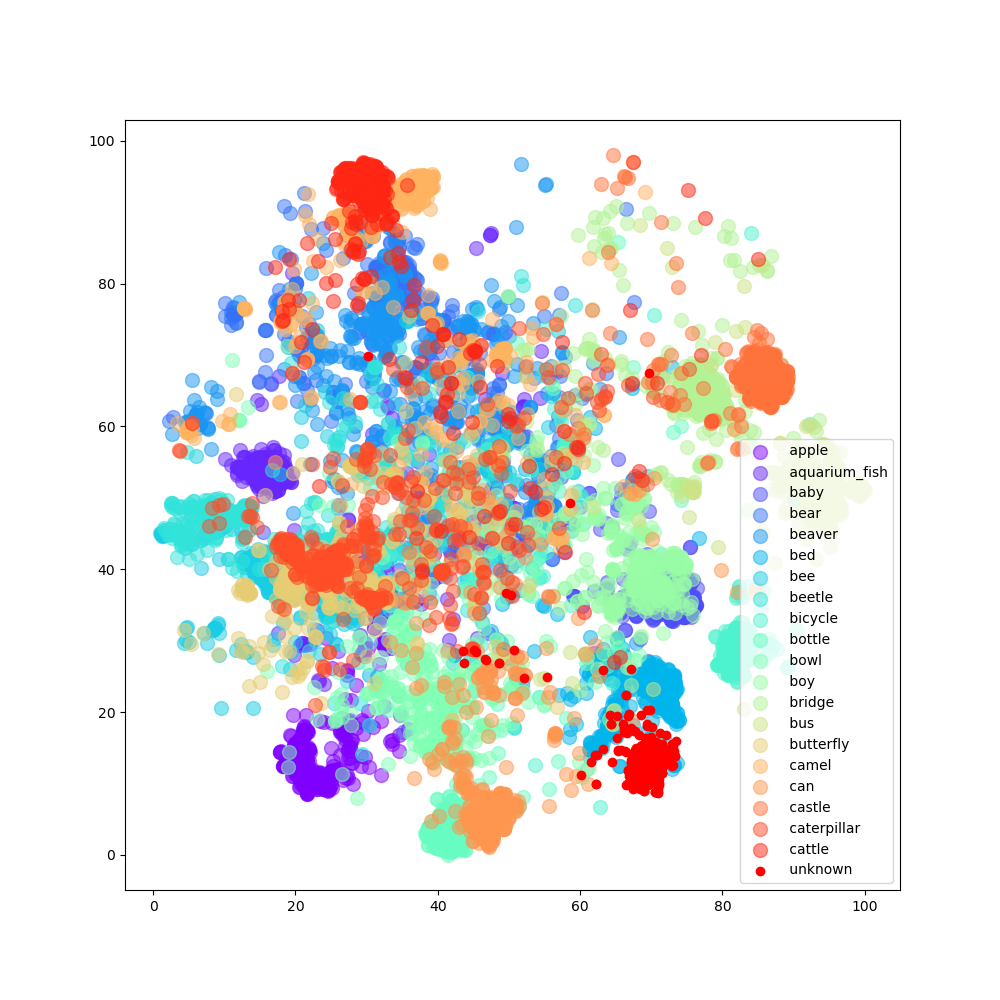 100
80
60
40
20
0
0 20 40 60 80 100
apple
aquarium_fish
baby
bear
beaver
bed
bee
beetle
bicycle
bottle
bowl
boy
bridge
bus
butterfly
camel
can
castle
caterpillar
cattle
unknown